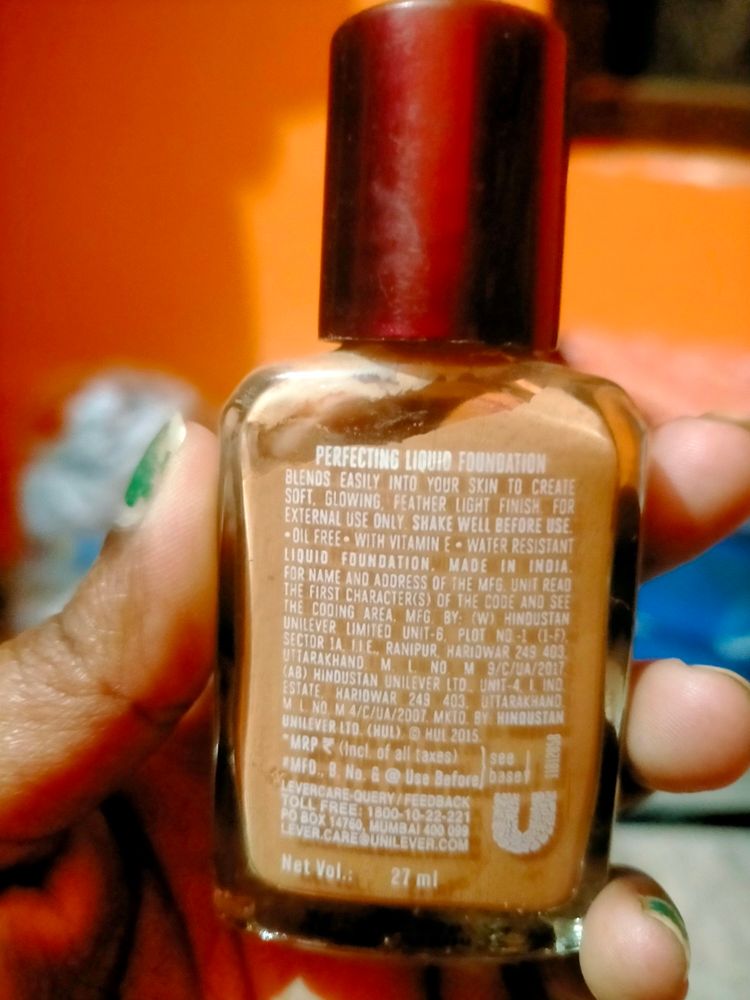 PERFECTING LIQUID FOUNDATION
BLENDS EASILY INTO YOUR SKIN TO CREATE
SOFT, GLOWING, FEATHER LIGHT FINISH. FOR
EXTERNAL USE ONLY. SHAKE WELL BEFORE USE.
• OIL FREE • WITH VITAMIN E • WATER RESISTANT
LIQUID FOUNDATION. MADE IN INDIA.
FOR NAME AND ADDRESS OF THE MFG. UNIT READ
THE FIRST CHARACTER(S) OF THE CODE AND SEE
THE CODING AREA. MFG. BY: (W) HINDUSTAN
UNILEVER LIMITED UNIT-6, PLOT NO.-1 (1-F),
SECTOR 1A, I.I.E., RANIPUR, HARIDWAR 249 403,
UTTARAKHAND M. L. NO. M 9/C/UA/2017
(AB) HINDUSTAN UNILEVER LTD., UNIT-4, I. IND.
ESTATE, HARIDWAR 249 403, UTTARAKHAND
M. L. NO. M 4/C/UA/2007. MKTD. BY HINDUSTAN
UNILEVER LTD. (HUL). © HUL 2015.
*MRP ₹ (Incl. of all taxes) see
#MFD., B. No. & @ Use Before base
LEVERCARE-QUERY/FEEDBACK
TOLL FREE: 1800-10-22-221
PO BOX 14760, MUMBAI 400 099
LEVER.CARE@UNILEVER.COM
Net Vol.: 27 ml